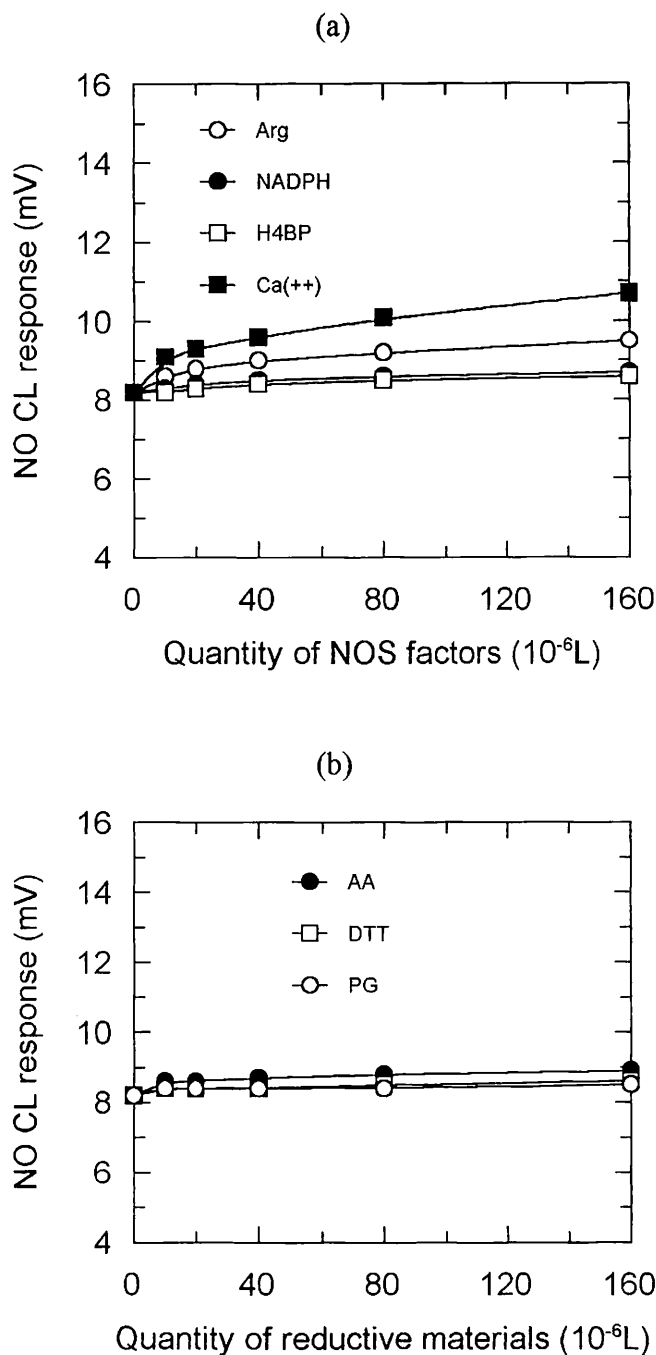 (a)
16
14
12
10
8
6
4
NO CL response (mV)
Arg
NADPH
H4BP
Ca(++)
0 40 80 120 160
Quantity of NOS factors (10⁻⁶L)
(b)
16
14
12
10
8
6
4
NO CL response (mV)
AA
DTT
PG
0 40 80 120 160
Quantity of reductive materials (10⁻⁶L)